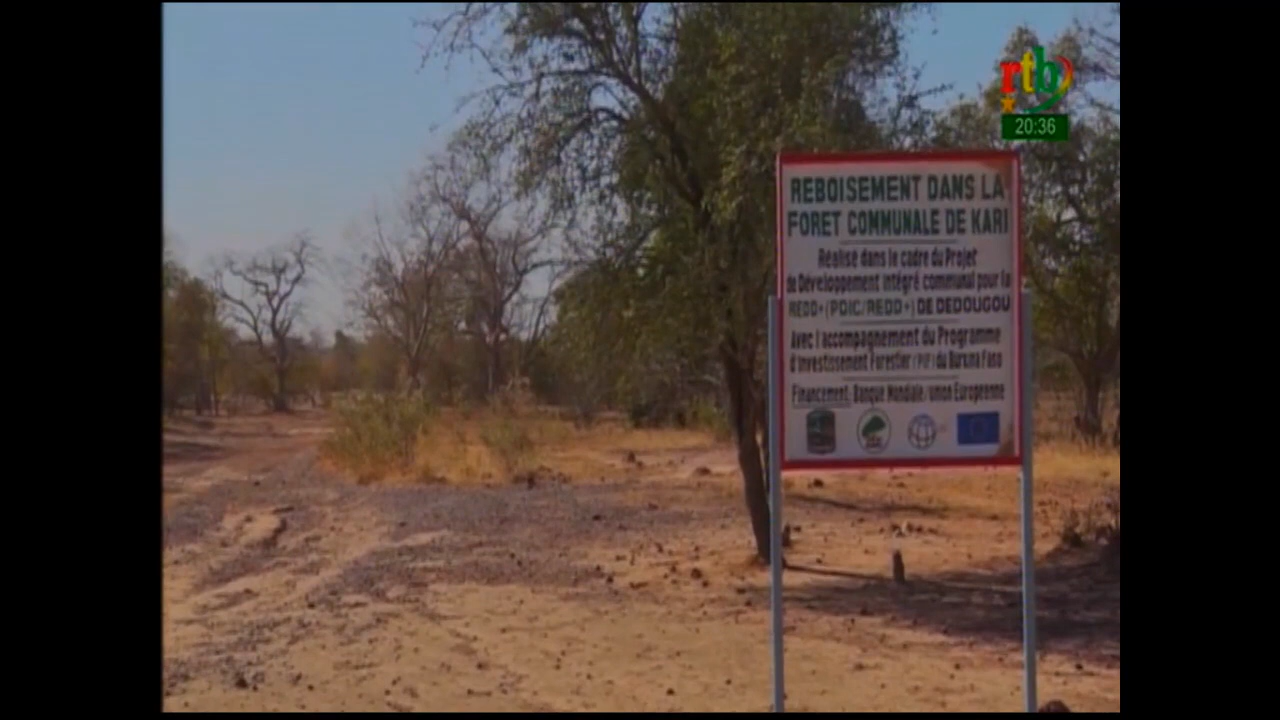 rtb
20:36
REBOISEMENT DANS LA
FORET COMMUNALE DE KARI
Réalisé dans le cadre du Projet
de Développement intégré communal pour la
REDD+(PDIC/REDD+) DE DEDOUGOU
Avec l'accompagnement du Programme
d'Investissement Forestier (PIF) du Burkina Faso
Financement: Banque Mondiale/Union Européenne